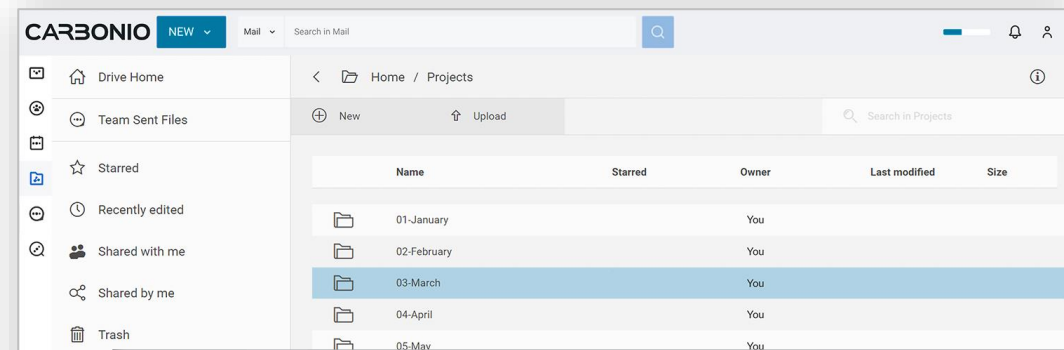 CARBONIO NEW Mail Search in Mail
Drive Home
Team Sent Files
Starred
Recently edited
Shared with me
Shared by me
Trash
Home / Projects
New Upload Search in Projects
Name Starred Owner Last modified Size
01-January You
02-February You
03-March You
04-April You
05-May You